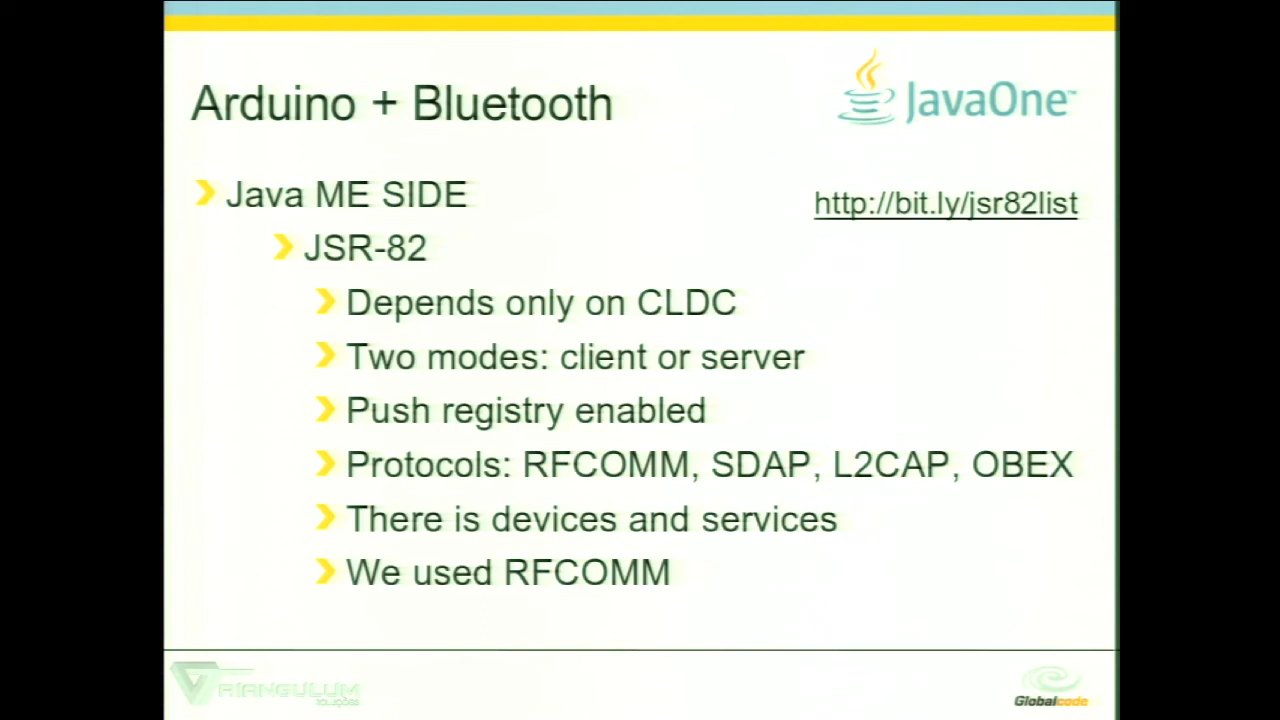 Arduino + Bluetooth
JavaOne™
Java ME SIDE
http://bit.ly/jsr82list
JSR-82
Depends only on CLDC
Two modes: client or server
Push registry enabled
Protocols: RFCOMM, SDAP, L2CAP, OBEX
There is devices and services
We used RFCOMM
TRIANGULUM
SOLUÇÕES
Globalcode